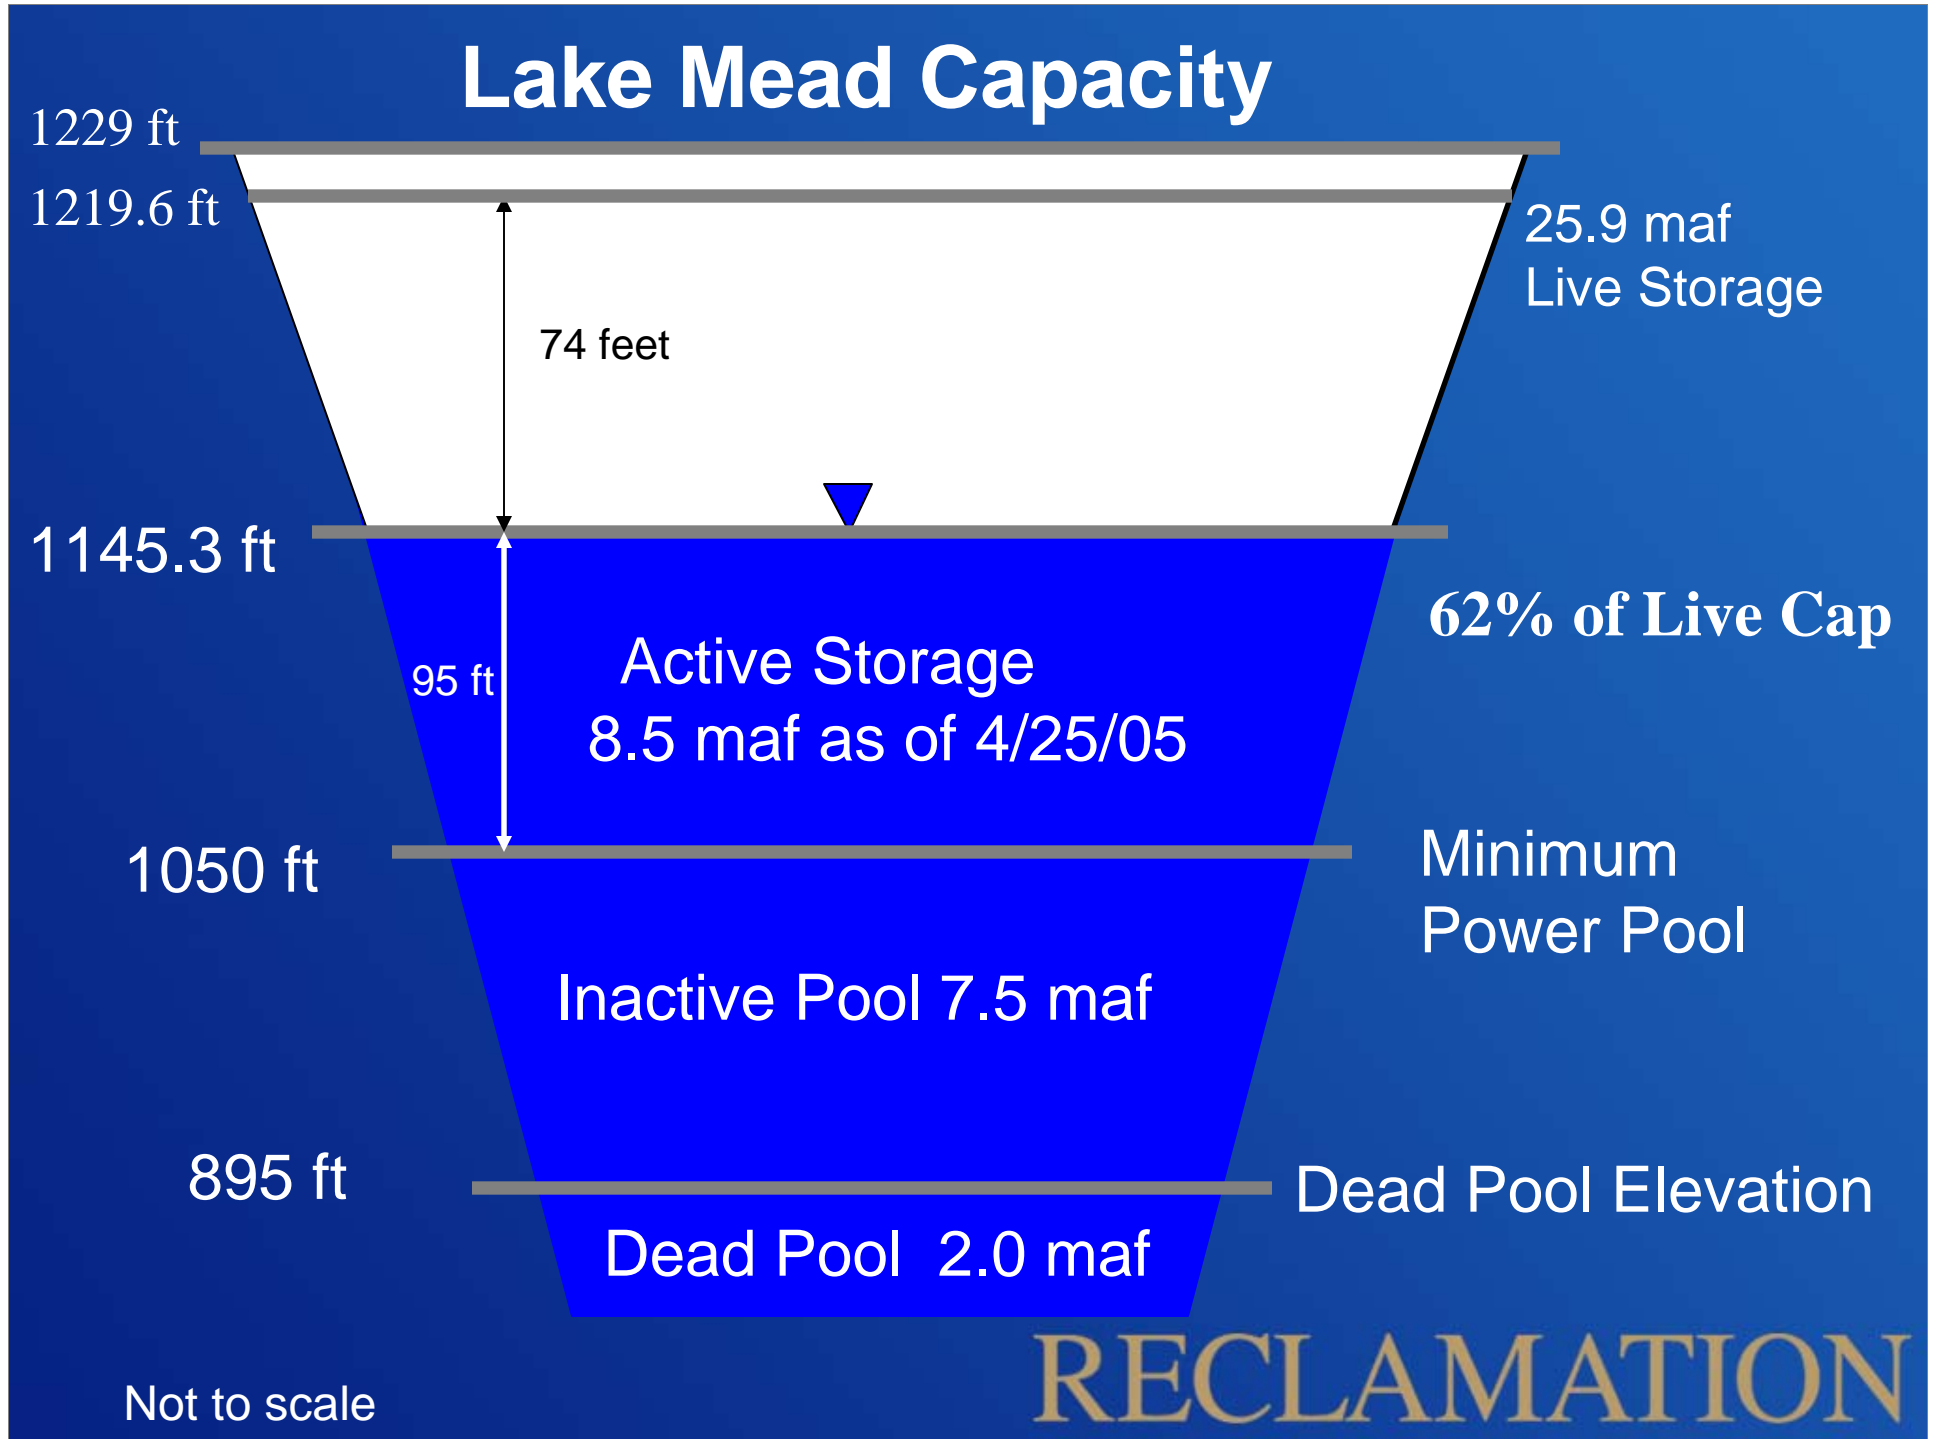 Lake Mead Capacity
1229 ft
1219.6 ft
25.9 maf
Live Storage
74 feet
1145.3 ft
62% of Live Cap
Active Storage
95 ft
8.5 maf as of 4/25/05
1050 ft
Minimum
Power Pool
Inactive Pool 7.5 maf
895 ft
Dead Pool Elevation
Dead Pool  2.0 maf
RECLAMATION
Not to scale